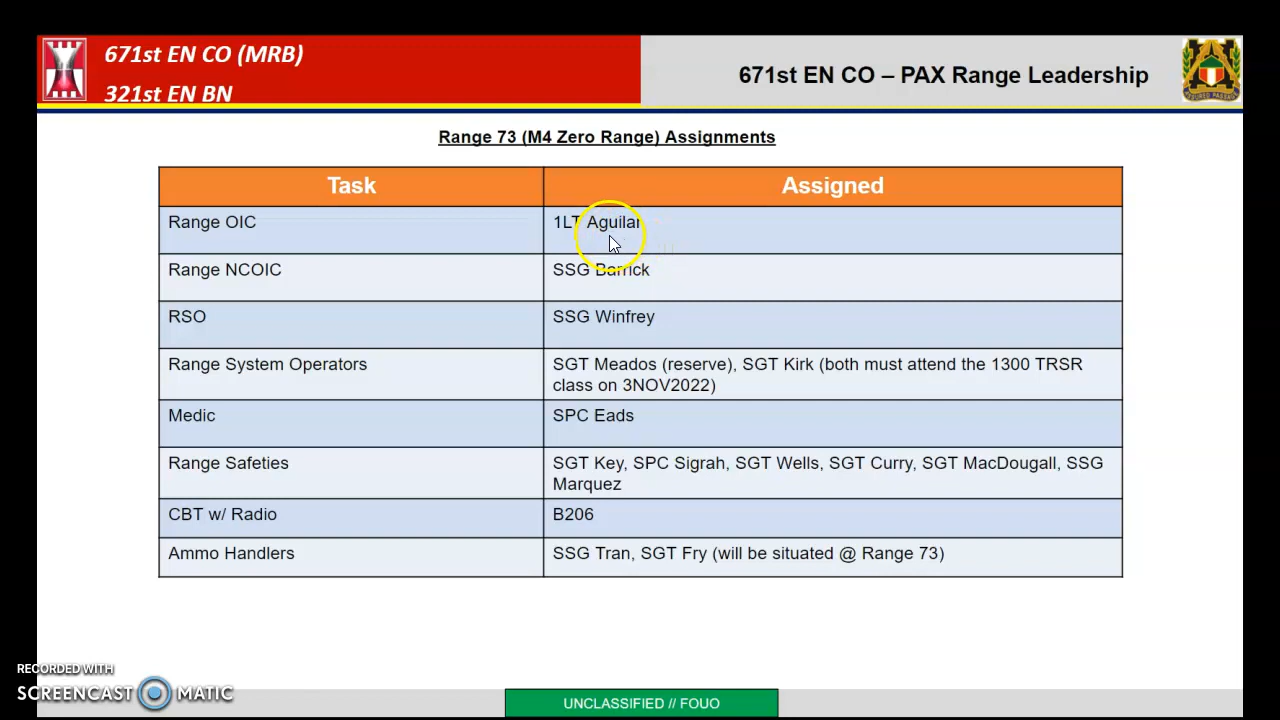 671st EN CO (MRB)
321st EN BN
671st EN CO – PAX Range Leadership
Range 73 (M4 Zero Range) Assignments
Task Assigned
Range OIC 1LT Aguilar
Range NCOIC SSG Barrick
RSO SSG Winfrey
Range System Operators SGT Meados (reserve), SGT Kirk (both must attend the 1300 TRSR
class on 3NOV2022)
Medic SPC Eads
Range Safeties SGT Key, SPC Sigrah, SGT Wells, SGT Curry, SGT MacDougall, SSG
Marquez
CBT w/ Radio B206
Ammo Handlers SSG Tran, SGT Fry (will be situated @ Range 73)
RECORDED WITH
SCREENCAST MATIC
UNCLASSIFIED // FOUO